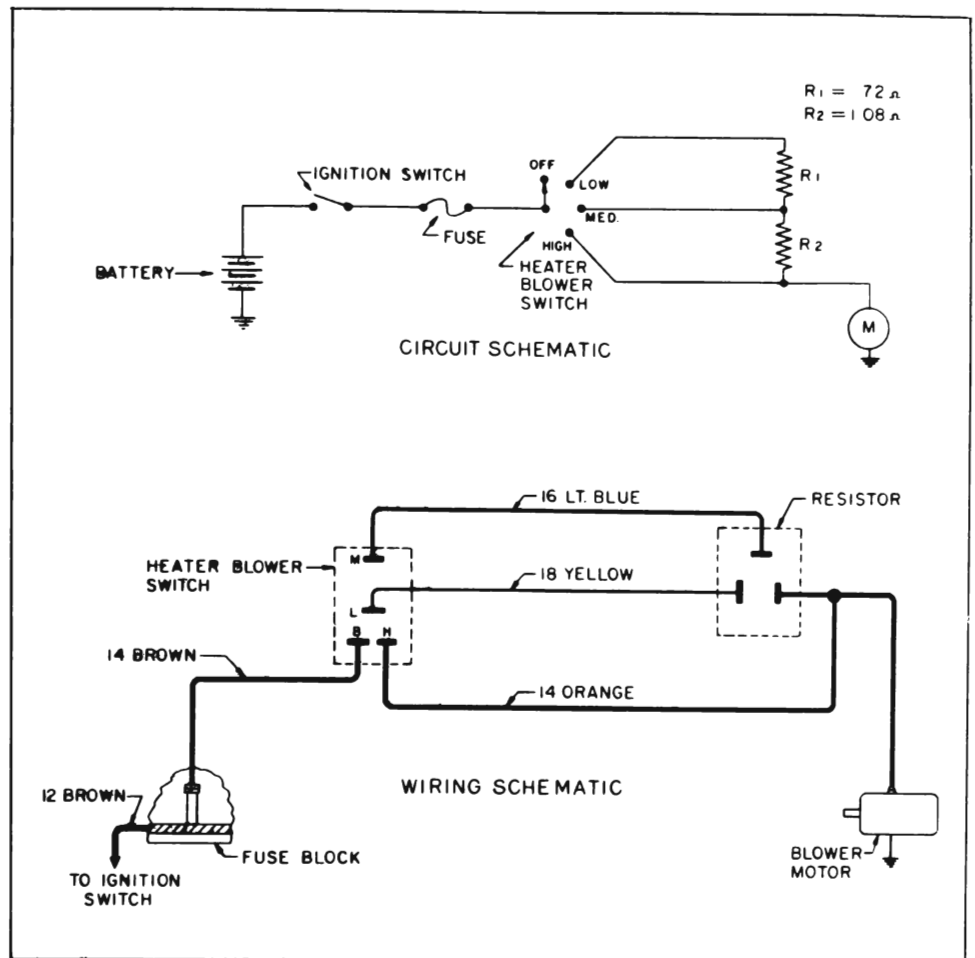 R1 = 72 Ω
R2 = 1 08 Ω
IGNITION SWITCH
OFF
LOW
R1
MED.
FUSE
HIGH
R2
BATTERY
HEATER
BLOWER
SWITCH
M
CIRCUIT SCHEMATIC
16 LT. BLUE
RESISTOR
M
HEATER BLOWER
SWITCH
18 YELLOW
L
B H
14 BROWN
14 ORANGE
WIRING SCHEMATIC
12 BROWN
FUSE BLOCK
BLOWER
MOTOR
TO IGNITION
SWITCH